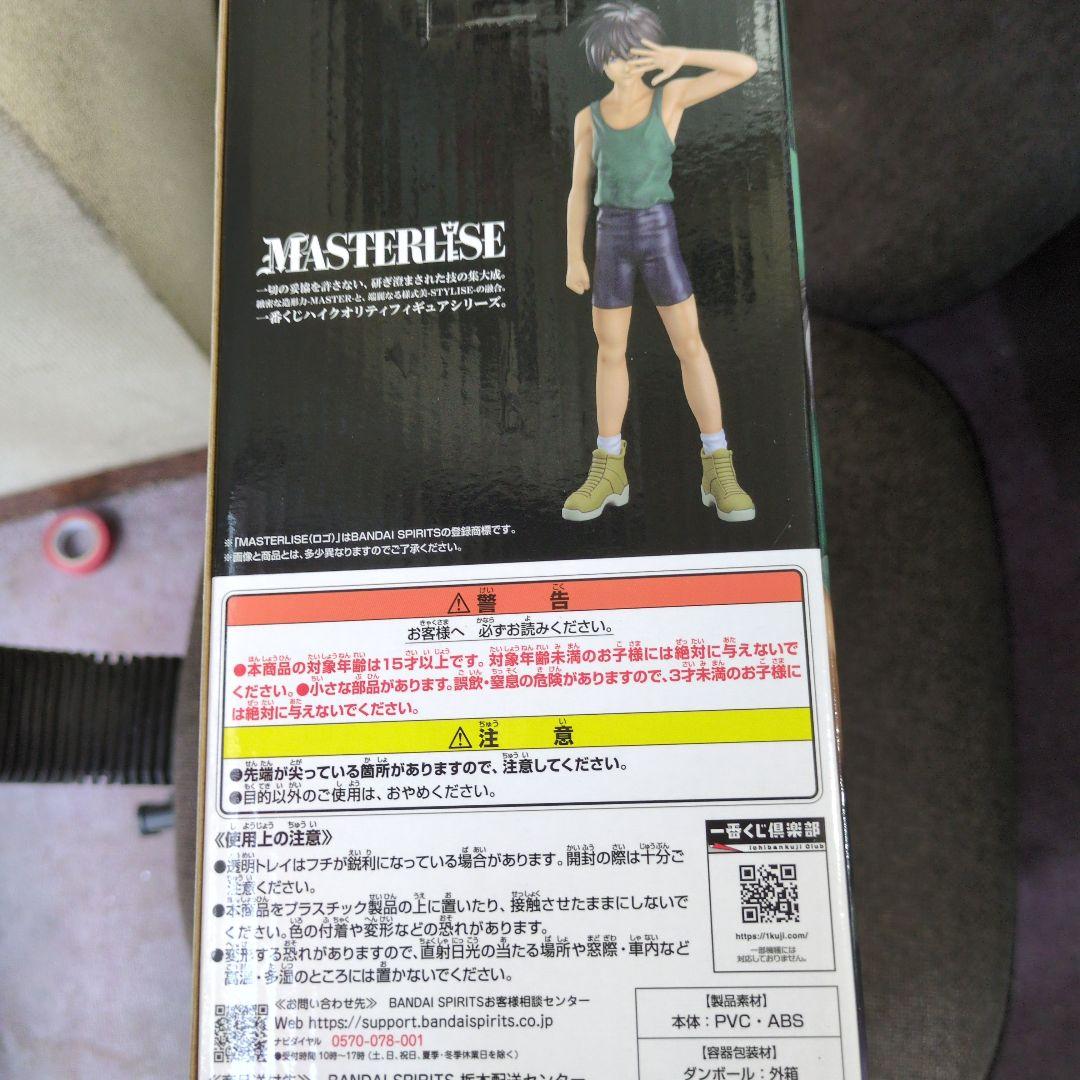 MASTERLISE
一切の妥協を許さない、研ぎ澄まされた技の集大成。
緻密な造形力-MASTER-と、端麗なる様式美-STYLISE-の融合。
一番くじハイクオリティフィギュアシリーズ。
※「MASTERLISE(ロゴ)」はBANDAI SPIRITSの登録商標です。
※画像と商品とは、多少異なりますのでご了承ください。
⚠警告
お客様へ 必ずお読みください。
●本商品の対象年齢は15才以上です。対象年齢未満のお子様には絶対に与えないで
ください。●小さな部品があります。誤飲・窒息の危険がありますので、3才未満のお子様に
は絶対に与えないでください。
⚠注意
●先端が尖っている箇所がありますので、注意してください。
●目的以外のご使用は、おやめください。
《使用上の注意》
●透明トレイはフチが鋭利になっている場合があります。開封の際は十分ご
注意ください。
●本商品をプラスチック製品の上に置いたり、接触させたままにしないで
ください。色の付着や変形などの恐れがあります。
●変形する恐れがありますので、直射日光の当たる場所や窓際・車内など
高温・多湿のところには置かないでください。
一番くじ倶楽部
Ichibankuji Club
https://1kuji.com/
一部機種には
対応しておりません。
≪お問い合わせ先≫ BANDAI SPIRITSお客様相談センター
Web https://support.bandaispirits.co.jp
ナビダイヤル 0570-078-001
●受付時間 10時〜17時（土、日、祝日、夏季・冬季休業日を除く）
≪商品送付先≫ BANDAI SPIRITS 栃木配送センター
【製品素材】
本体：PVC・ABS
【容器包装材】
ダンボール：外箱